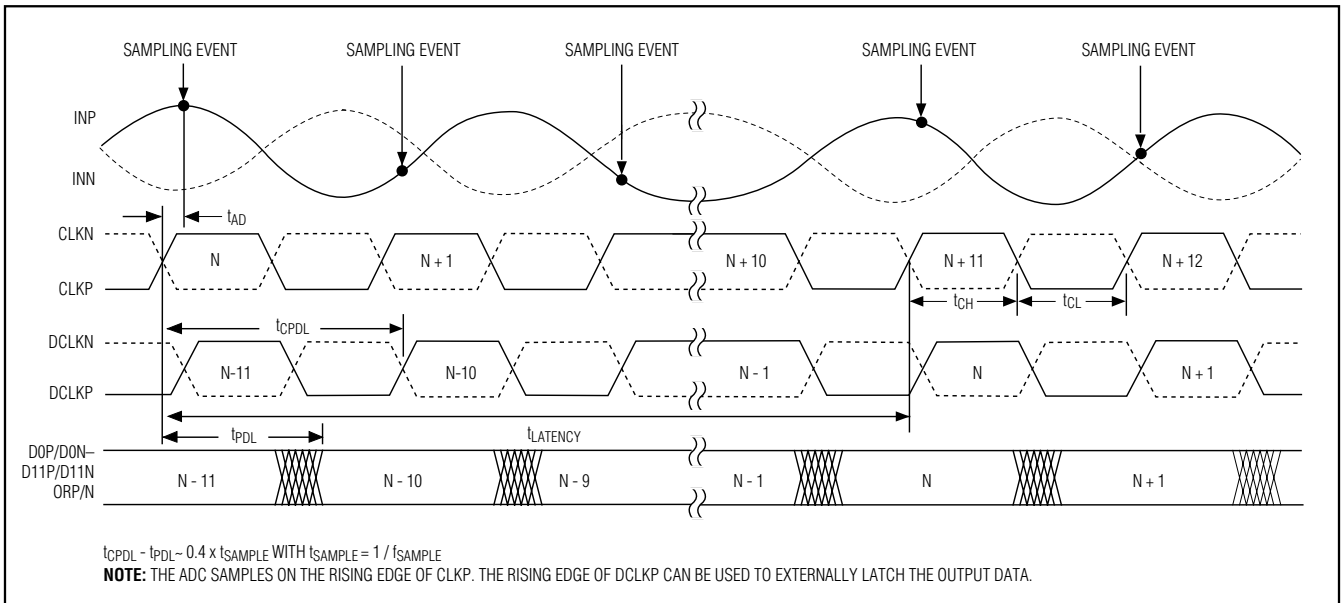 SAMPLING EVENT SAMPLING EVENT SAMPLING EVENT SAMPLING EVENT SAMPLING EVENT
INP
INN
tAD
CLKN
N N + 1 N + 10 N + 11 N + 12
CLKP
tCH tCL
tCPDL
DCLKN
N-11 N-10 N - 1 N N + 1
DCLKP
tPDL tLATENCY
D0P/D0N–
D11P/D11N
ORP/N
N - 11 N - 10 N - 9 N - 1 N N + 1
tCPDL - tPDL ~ 0.4 x tSAMPLE WITH tSAMPLE = 1 / fSAMPLE
NOTE: THE ADC SAMPLES ON THE RISING EDGE OF CLKP. THE RISING EDGE OF DCLKP CAN BE USED TO EXTERNALLY LATCH THE OUTPUT DATA.